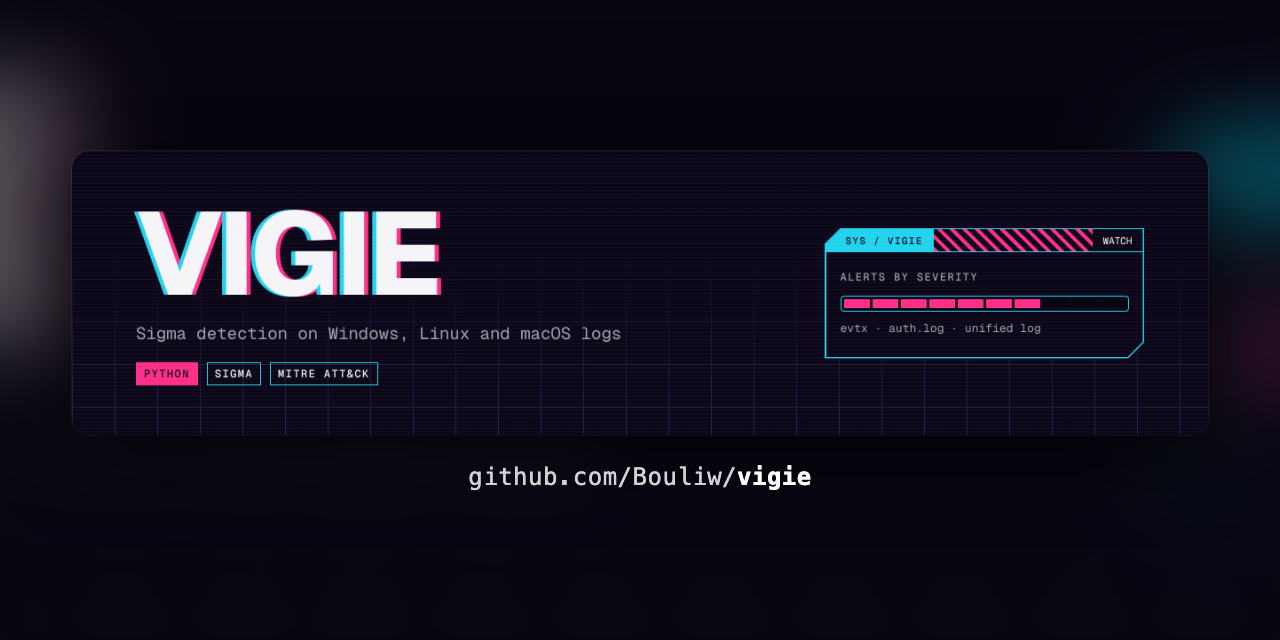 VIGIE
Sigma detection on Windows, Linux and macOS logs
PYTHON SIGMA MITRE ATT&CK
SYS / VIGIE WATCH
ALERTS BY SEVERITY
evtx · auth.log · unified log
github.com/Bouliw/vigie